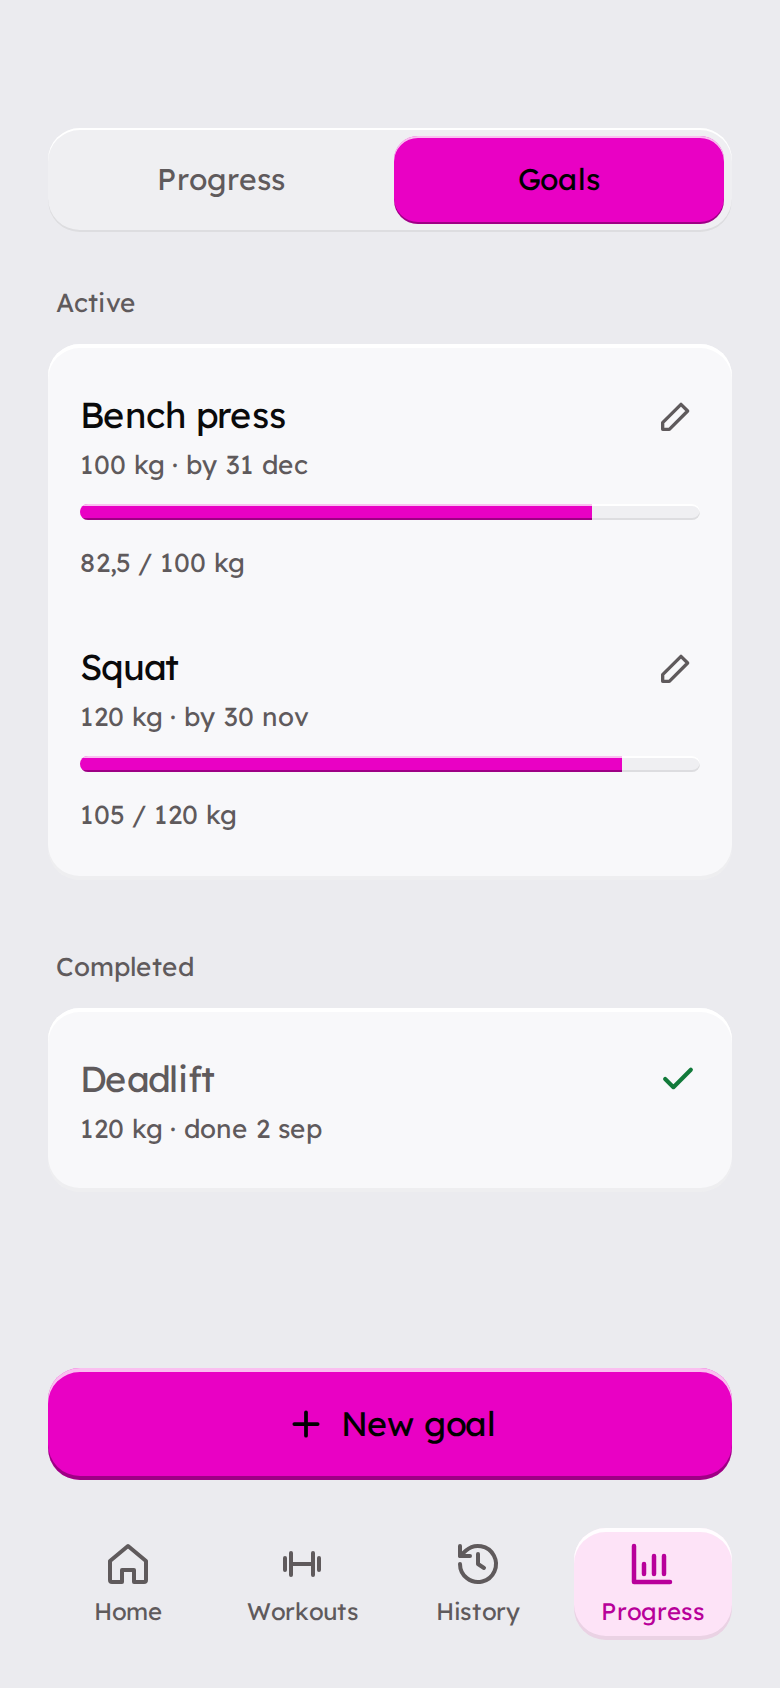 Progress
Goals
Active
Bench press
100 kg · by 31 dec
82,5 / 100 kg
Squat
120 kg · by 30 nov
105 / 120 kg
Completed
Deadlift
120 kg · done 2 sep
+ New goal
Home
Workouts
History
Progress